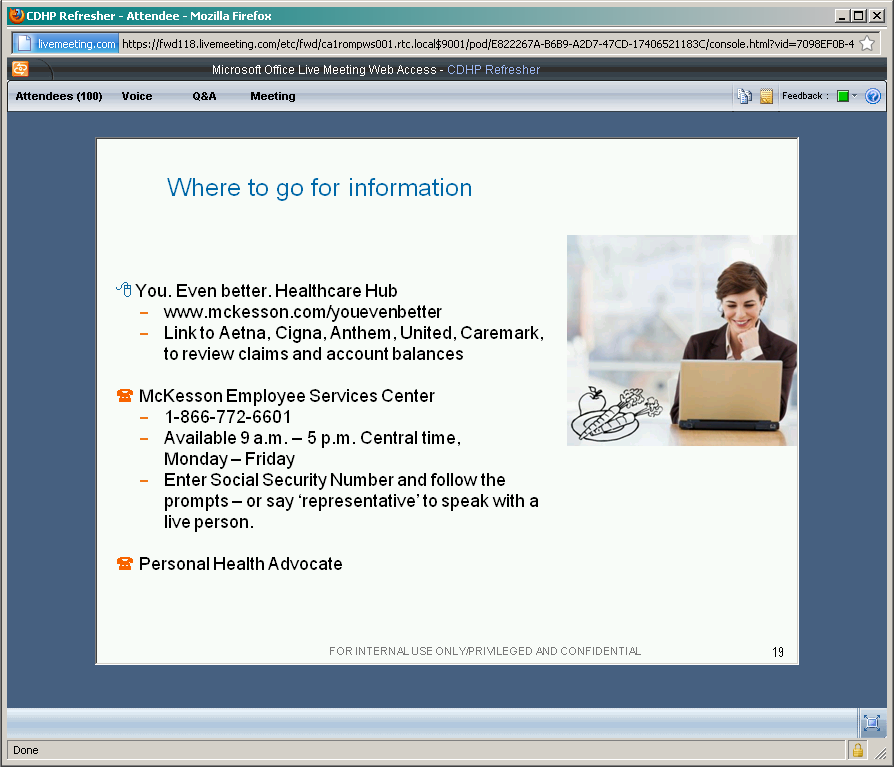 CDHP Refresher - Attendee - Mozilla Firefox
livemeeting.com https://fwd118.livemeeting.com/etc/fwd/ca1rompws001.rtc.local$9001/pod/E822267A-B6B9-A2D7-47CD-17406521183C/console.html?vid=7098EF0B-4
Microsoft Office Live Meeting Web Access - CDHP Refresher
Attendees (100) Voice Q&A Meeting Feedback :
Where to go for information
You. Even better. Healthcare Hub
– www.mckesson.com/youevenbetter
– Link to Aetna, Cigna, Anthem, United, Caremark,
to review claims and account balances
McKesson Employee Services Center
– 1-866-772-6601
– Available 9 a.m. – 5 p.m. Central time,
Monday – Friday
– Enter Social Security Number and follow the
prompts – or say ‘representative’ to speak with a
live person.
Personal Health Advocate
FOR INTERNAL USE ONLY/PRIVILEGED AND CONFIDENTIAL 19
Done